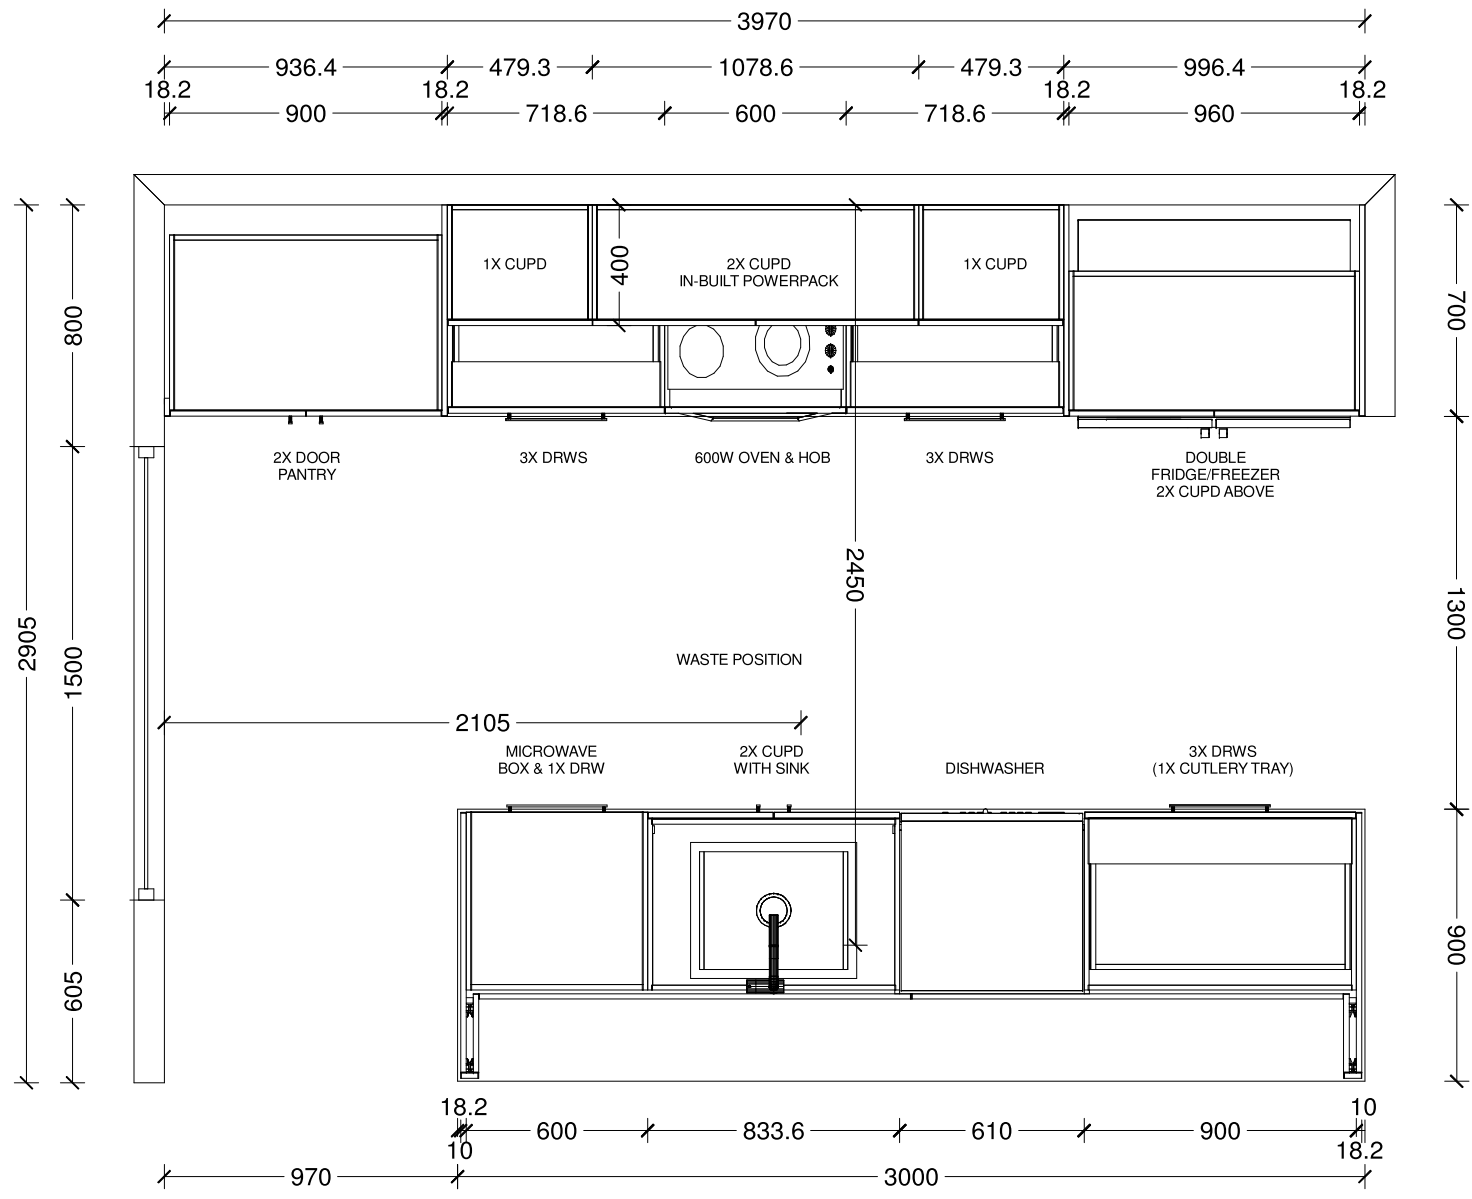 3970
936.4 479.3 1078.6 479.3 996.4
18.2 18.2 18.2 18.2
900 718.6 600 718.6 960
1X CUPD
2X CUPD
IN-BUILT POWERPACK
1X CUPD
400
800
700
2X DOOR
PANTRY
3X DRWS
600W OVEN & HOB
3X DRWS
DOUBLE
FRIDGE/FREEZER
2X CUPD ABOVE
2450
1300
2905
1500
WASTE POSITION
2105
MICROWAVE
BOX & 1X DRW
2X CUPD
WITH SINK
DISHWASHER
3X DRWS
(1X CUTLERY TRAY)
605
900
18.2 10
600 833.6 610 900
10 18.2
970 3000